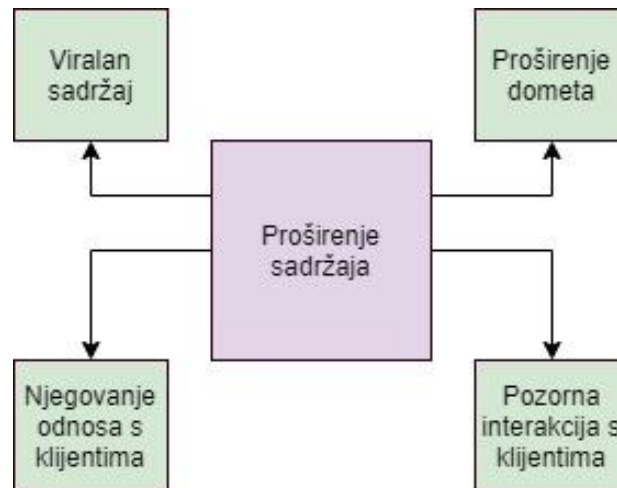 Viralan
sadržaj
Proširenje
dometa
Proširenje
sadržaja
Njegovanje
odnosa s
klijentima
Pozorna
interakcija s
klijentima